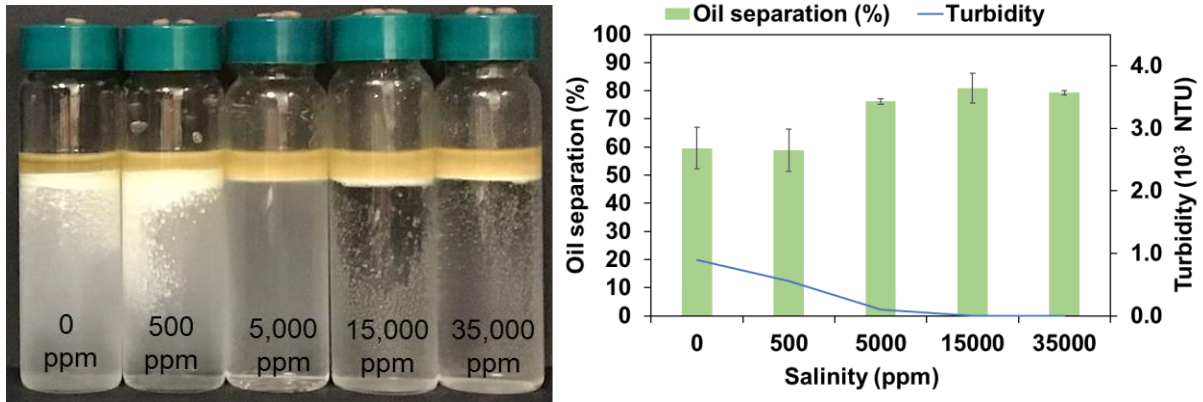 0
ppm
500
ppm
5,000
ppm
15,000
ppm
35,000
ppm
Oil separation (%)
Turbidity
Oil separation (%)
100
90
80
70
60
50
40
30
20
10
0
4.0
3.0
2.0
1.0
0.0
Turbidity (10³ NTU)
0 500 5000 15000 35000
Salinity (ppm)